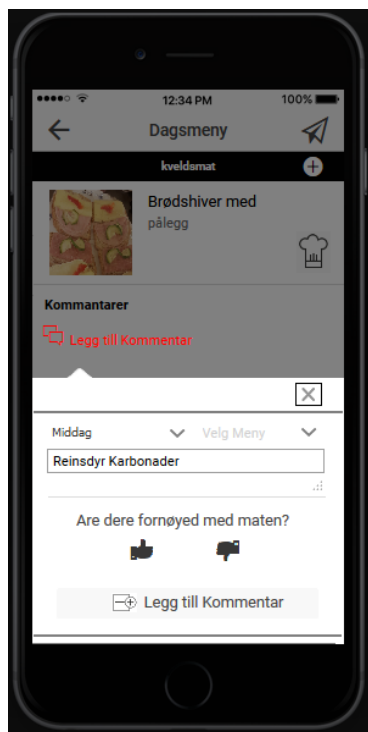 12:34 PM 100%
Dagsmeny
kveldsmat
Brødshiver med
pålegg
Kommantarer
Legg till Kommentar
Middag Velg Meny
Reinsdyr Karbonader
Are dere fornøyed med maten?
Legg till Kommentar